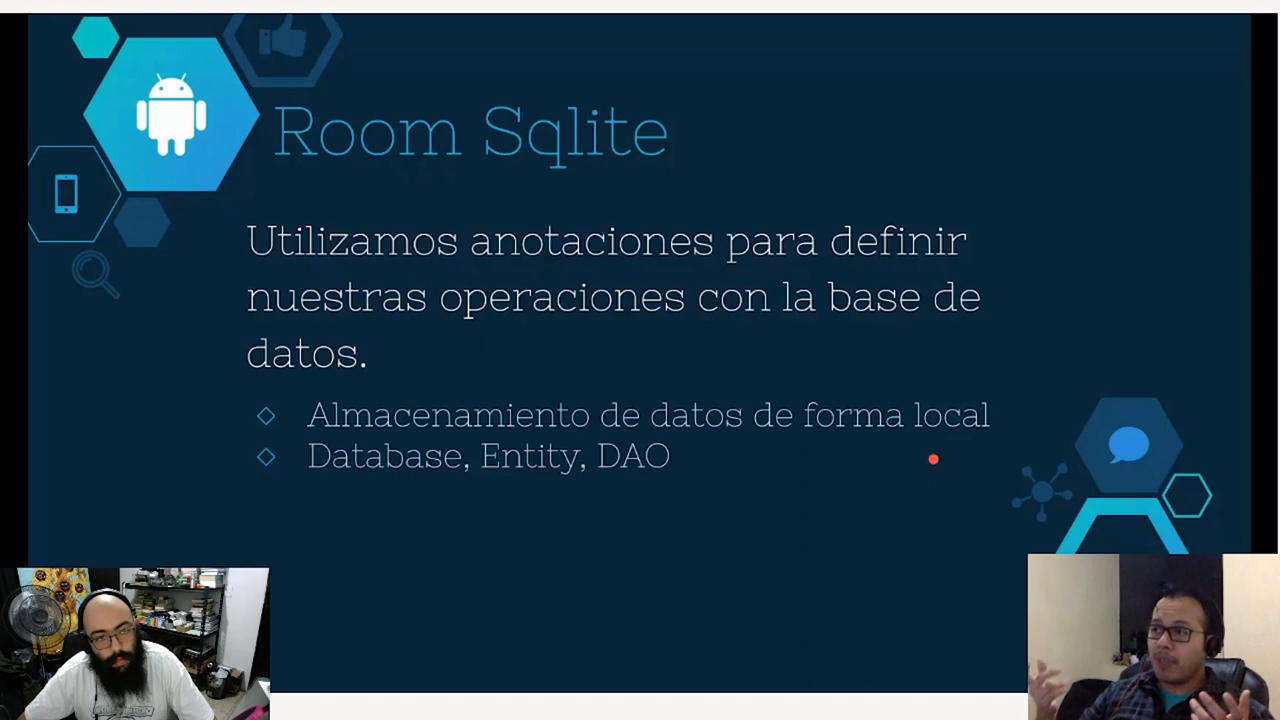 Room Sqlite
Utilizamos anotaciones para definir
nuestras operaciones con la base de
datos.
Almacenamiento de datos de forma local
Database, Entity, DAO